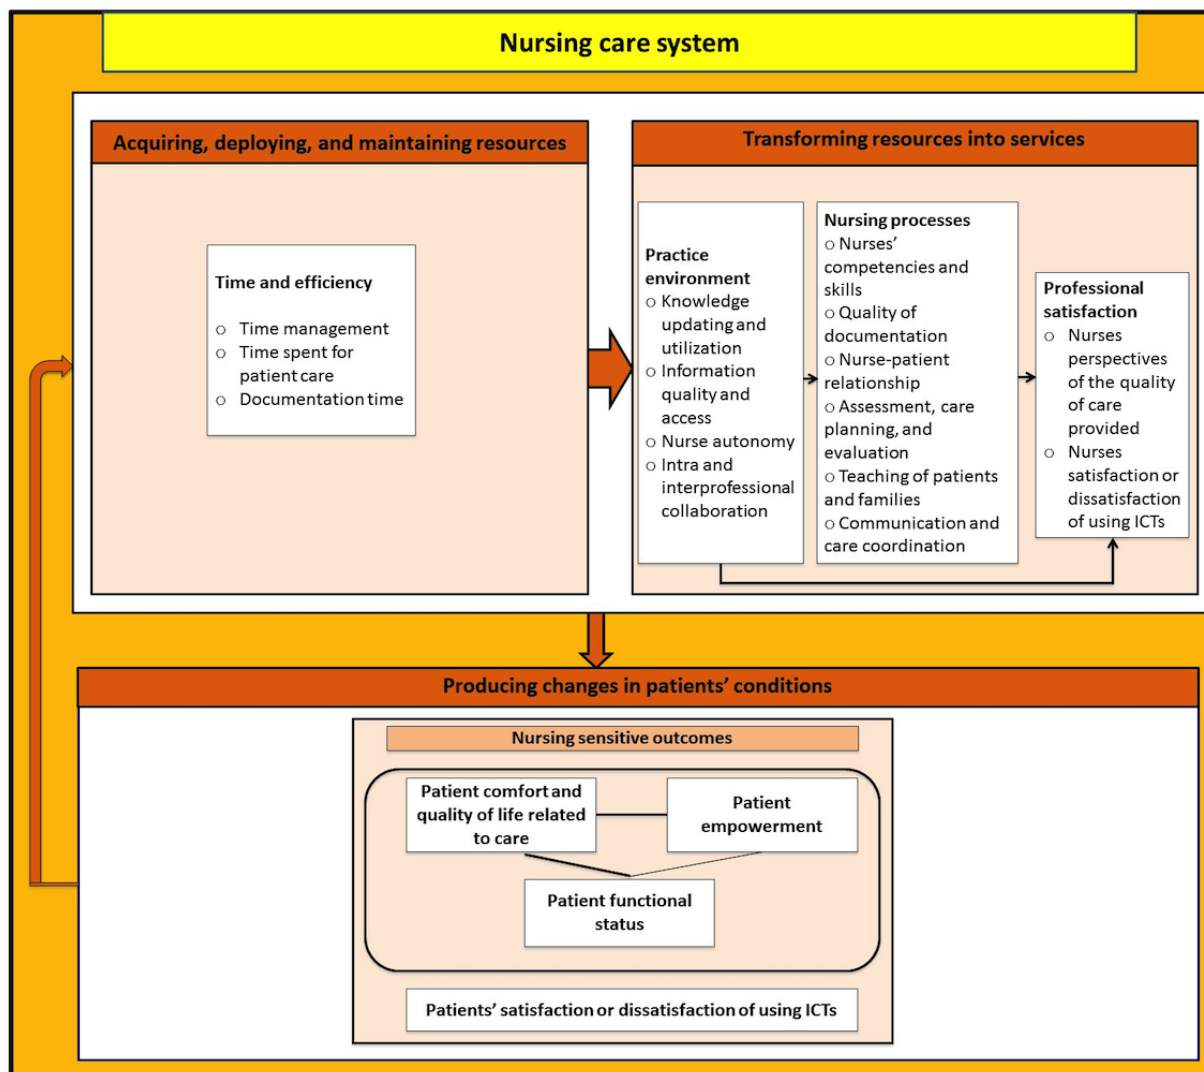 Nursing care system
Acquiring, deploying, and maintaining resources
Time and efficiency
○ Time management
○ Time spent for
patient care
○ Documentation time
Transforming resources into services
Practice
environment
○ Knowledge
updating and
utilization
○ Information
quality and
access
○ Nurse autonomy
○ Intra and
interprofessional
collaboration
Nursing processes
○ Nurses’
competencies and
skills
○ Quality of
documentation
○ Nurse-patient
relationship
○ Assessment, care
planning, and
evaluation
○ Teaching of patients
and families
○ Communication and
care coordination
Professional
satisfaction
○ Nurses
perspectives
of the quality
of care
provided
○ Nurses
satisfaction or
dissatisfaction
of using ICTs
Producing changes in patients’ conditions
Nursing sensitive outcomes
Patient comfort and
quality of life related
to care
Patient
empowerment
Patient functional
status
Patients’ satisfaction or dissatisfaction of using ICTs